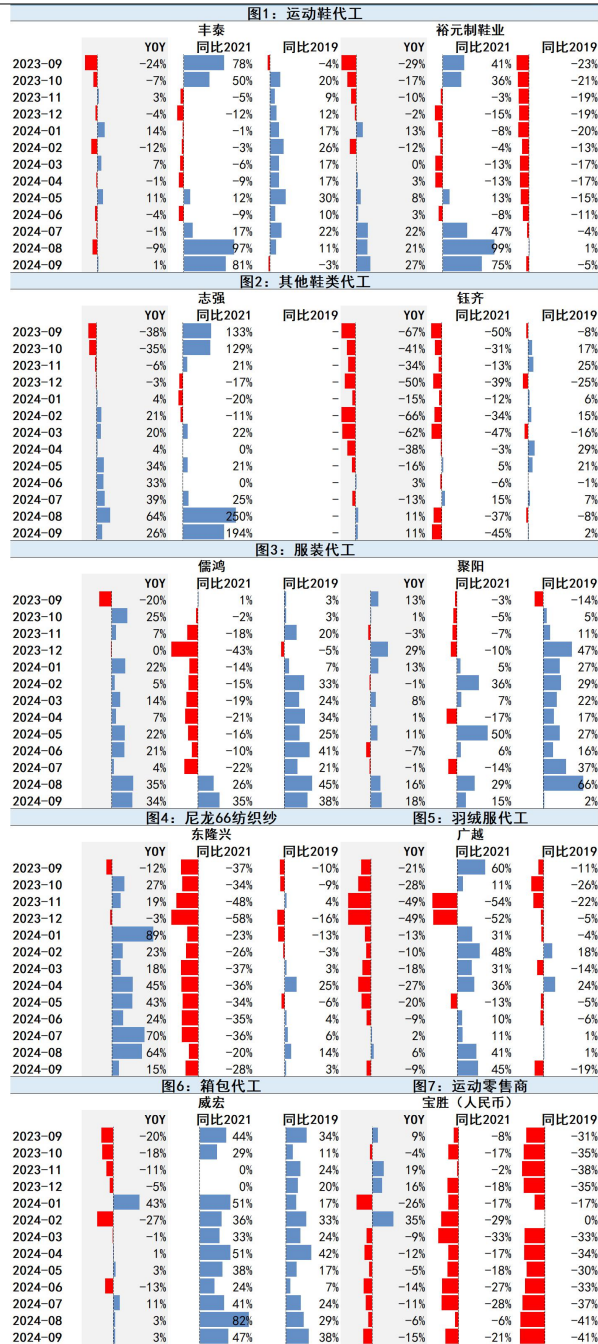 图1：运动鞋代工
丰泰 裕元制鞋业
YOY 同比2021 同比2019 YOY 同比2021 同比2019
2023-09 -24% 78% -4% -29% 41% -23%
2023-10 -7% 50% 20% -17% 36% -21%
2023-11 3% -5% 9% -10% -3% -19%
2023-12 -4% -12% 12% -2% -15% -19%
2024-01 14% -1% 17% 13% -8% -20%
2024-02 -12% -3% 26% -12% -4% -13%
2024-03 7% -6% 17% 0% -13% -17%
2024-04 -1% -9% 17% 3% -13% -17%
2024-05 11% 12% 30% 8% 13% -15%
2024-06 -4% -9% 10% 3% -8% -11%
2024-07 -1% 17% 22% 22% 47% -4%
2024-08 -9% 97% 11% 21% 99% 1%
2024-09 1% 81% -3% 27% 75% -5%
图2：其他鞋类代工
志强 钰齐
YOY 同比2021 同比2019 YOY 同比2021 同比2019
2023-09 -38% 133% - -67% -50% -8%
2023-10 -35% 129% - -41% -31% 17%
2023-11 -6% 21% - -34% -13% 25%
2023-12 -3% -17% - -50% -39% -25%
2024-01 4% -20% - -15% -12% 6%
2024-02 21% -11% - -66% -34% 15%
2024-03 20% 22% - -62% -47% -16%
2024-04 4% 0% - -38% -3% 29%
2024-05 34% 21% - -16% 5% 21%
2024-06 33% 0% - 3% -6% -1%
2024-07 39% 25% - -13% 15% 7%
2024-08 64% 250% - 11% -37% -8%
2024-09 26% 194% - 11% -45% 2%
图3：服装代工
儒鸿 聚阳
YOY 同比2021 同比2019 YOY 同比2021 同比2019
2023-09 -20% 1% 3% 13% -3% -14%
2023-10 25% -2% 3% 1% -5% 5%
2023-11 7% -18% 20% -3% -7% 11%
2023-12 0% -43% -5% 29% -10% 47%
2024-01 22% -14% 7% 13% 5% 27%
2024-02 5% -15% 33% -1% 36% 29%
2024-03 14% -19% 24% 8% 7% 22%
2024-04 7% -21% 34% 1% -17% 17%
2024-05 22% -16% 25% 11% 50% 27%
2024-06 21% -10% 41% -7% 6% 16%
2024-07 4% -22% 21% -1% -14% 37%
2024-08 35% 26% 45% 16% 29% 66%
2024-09 34% 35% 38% 18% 15% 2%
图4：尼龙66纺织纱 图5：羽绒服代工
东隆兴 广越
YOY 同比2021 同比2019 YOY 同比2021 同比2019
2023-09 -12% -37% -10% -21% 60% -11%
2023-10 27% -34% -9% -28% 11% -26%
2023-11 19% -48% 4% -49% -54% -22%
2023-12 -3% -58% -16% -49% -52% -5%
2024-01 89% -23% -13% -13% 31% -4%
2024-02 23% -26% -3% -10% 48% 18%
2024-03 18% -37% 3% -18% 31% -14%
2024-04 45% -36% 25% -27% 36% 24%
2024-05 43% -34% -6% -20% -13% -5%
2024-06 24% -35% 4% -9% 10% -6%
2024-07 70% -36% 6% 2% 11% 1%
2024-08 64% -20% 14% 6% 41% 1%
2024-09 15% -28% 3% -9% 45% -19%
图6：箱包代工 图7：运动零售商
威宏 宝胜（人民币）
YOY 同比2021 同比2019 YOY 同比2021 同比2019
2023-09 -20% 44% 34% 9% -8% -31%
2023-10 -18% 29% 11% -4% -17% -35%
2023-11 -11% 0% 24% 19% -2% -38%
2023-12 -5% 0% 20% 16% -18% -35%
2024-01 43% 51% 17% -26% -17% -17%
2024-02 -27% 36% 33% 35% -29% 0%
2024-03 -1% 33% 24% -9% -33% -33%
2024-04 1% 51% 42% -12% -17% -34%
2024-05 3% 38% 17% -5% -18% -30%
2024-06 -13% 24% 7% -14% -27% -33%
2024-07 11% 41% 24% -11% -28% -37%
2024-08 3% 82% 29% -6% -6% -41%
2024-09 3% 47% 38% -15% -21% -41%